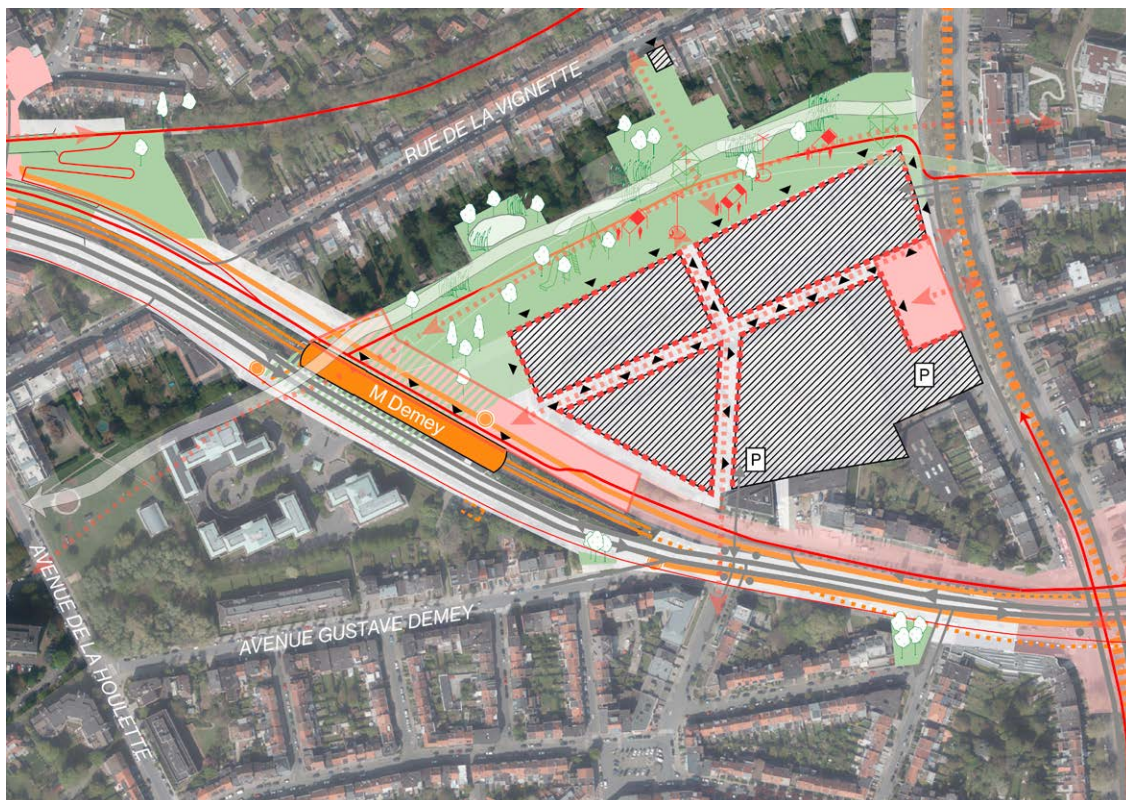 RUE DE LA VIGNETTE
M Demey
P
P
AVENUE GUSTAVE DEMEY
AVENUE DE LA HOULETTE